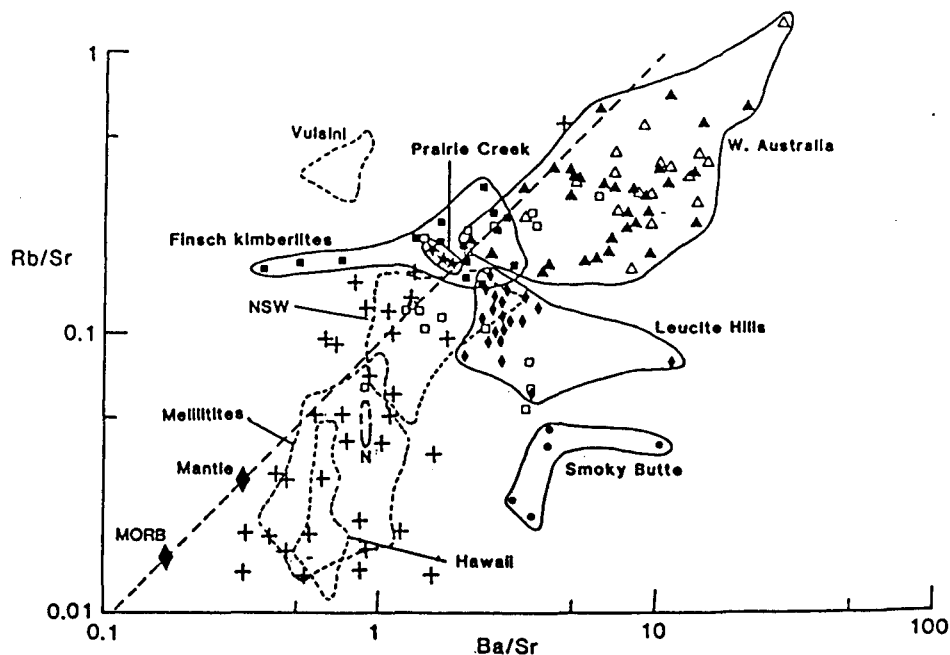 1
Vulsini
Prairie Creek
W. Australia
Finsch kimberlites
Rb/Sr
NSW
0.1
Leucite Hills
Melilitites
N
Mantle
Smoky Butte
MORB
Hawaii
0.01
0.1
1
Ba/Sr
10
100